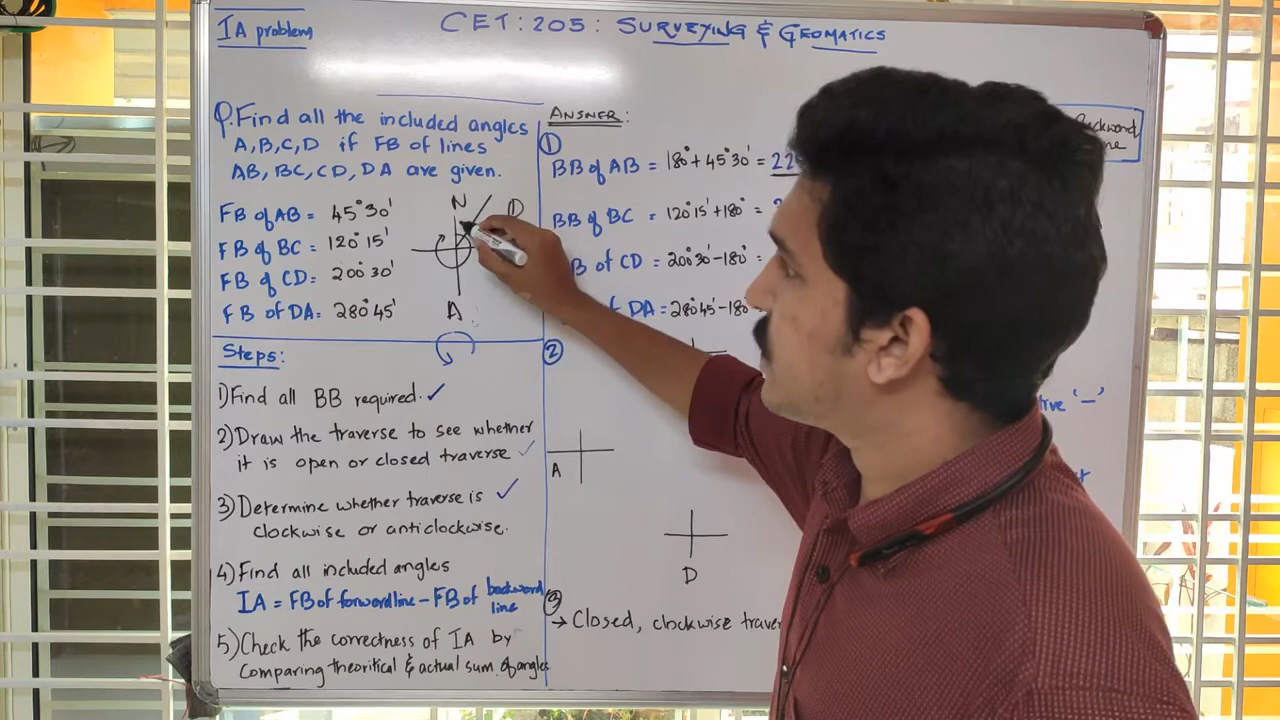 IA problem
CET: 205: SURVEYING & GEOMATICS
Q. Find all the included angles
A, B, C, D if FB of lines
AB, BC, CD, DA are given.
FB of AB = 45°30'
FB of BC = 120°15'
FB of CD = 200°30'
FB of DA = 280°45'
N
D
A
Steps:
1) Find all BB required. ✓
2) Draw the traverse to see whether
it is open or closed traverse ✓
3) Determine whether traverse is ✓
clockwise or anticlockwise.
4) Find all included angles
IA = FB of forward line - FB of backward
line
5) Check the correctness of IA by
Comparing theoritical & actual sum. of angles
ANSWER:
①
BB of AB = 180° + 45°30' =
BB of BC = 120°15' + 180° =
B of CD = 200°30' - 180° =
DA = 280°45' - 180°
②
A
D
③
→ Closed, clockwise
Backward
'-'